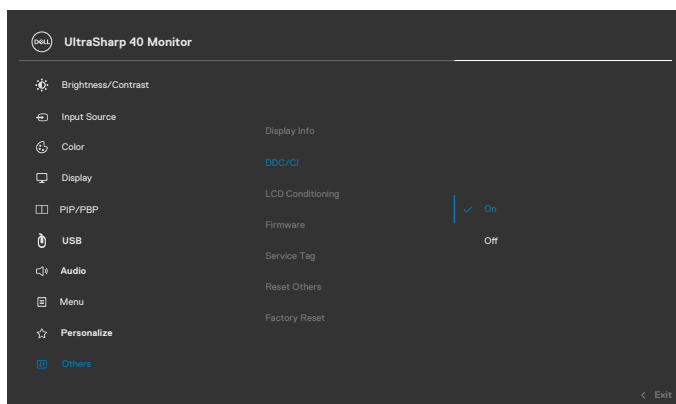 DELL UltraSharp 40 Monitor
Brightness/Contrast
Input Source
Color
Display
PIP/PBP
USB
Audio
Menu
Personalize
Others
Display Info
DDC/CI
LCD Conditioning
Firmware
Service Tag
Reset Others
Factory Reset
On
Off
Exit